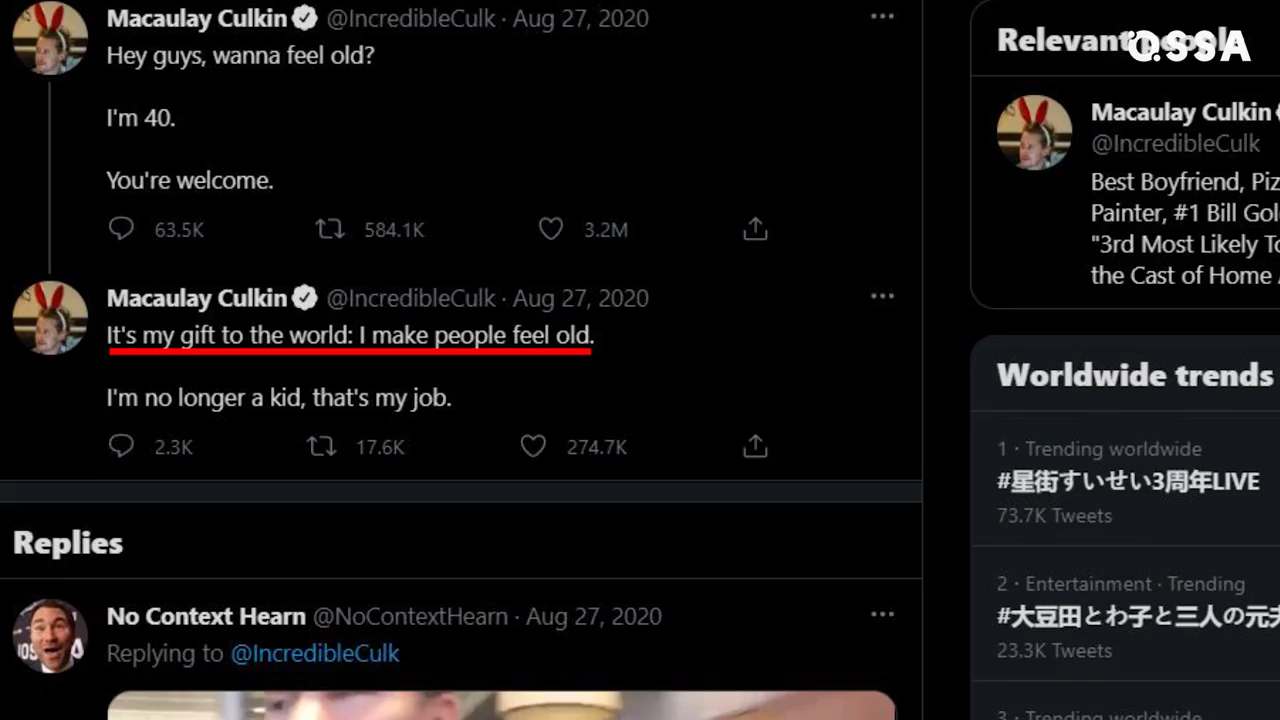 Macaulay Culkin @IncredibleCulk · Aug 27, 2020
Hey guys, wanna feel old?
I'm 40.
You're welcome.
63.5K 584.1K 3.2M
Macaulay Culkin @IncredibleCulk · Aug 27, 2020
It's my gift to the world: I make people feel old.
I'm no longer a kid, that's my job.
2.3K 17.6K 274.7K
Replies
No Context Hearn @NoContextHearn · Aug 27, 2020
Replying to @IncredibleCulk
Relevant people
OSSA
Macaulay Culkin
@IncredibleCulk
Best Boyfriend,
Painter, #1 Bill
"3rd Most Likely
the Cast of Home
Worldwide trends
1 · Trending worldwide
#星街すいせい3周年LIVE
73.7K Tweets
2 · Entertainment · Trending
#大豆田とわ子と三人の元
23.3K Tweets
3 · Trending worldwide